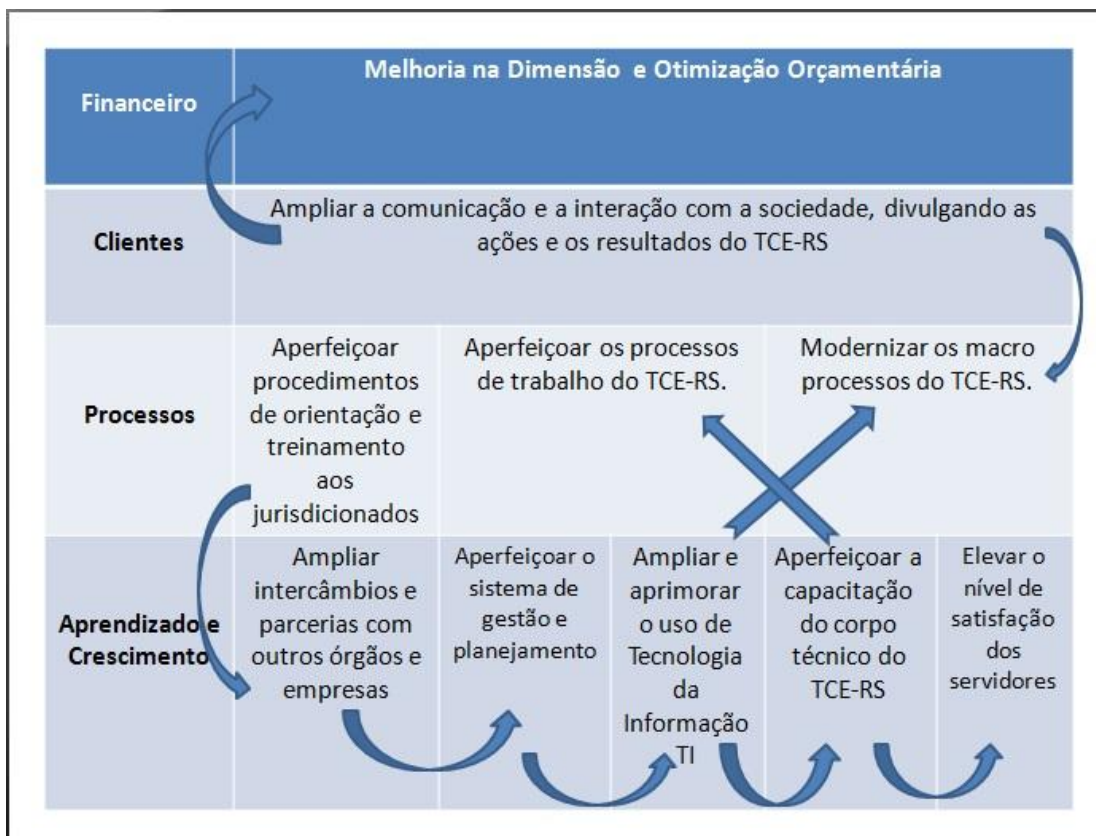 Financeiro
Melhoria na Dimensão e Otimização Orçamentária
Clientes
Ampliar a comunicação e a interação com a sociedade, divulgando as
ações e os resultados do TCE-RS
Processos
Aperfeiçoar
procedimentos
de orientação e
treinamento
aos
jurisdicionados
Aperfeiçoar os processos
de trabalho do TCE-RS.
Modernizar os macro
processos do TCE-RS.
Aprendizado e
Crescimento
Ampliar
intercâmbios e
parcerias com
outros órgãos e
empresas
Aperfeiçoar o
sistema de
gestão e
planejamento
Ampliar e
aprimorar
o uso de
Tecnologia
da
Informação
TI
Aperfeiçoar a
capacitação
do corpo
técnico do
TCE-RS
Elevar o
nível de
satisfação
dos
servidores